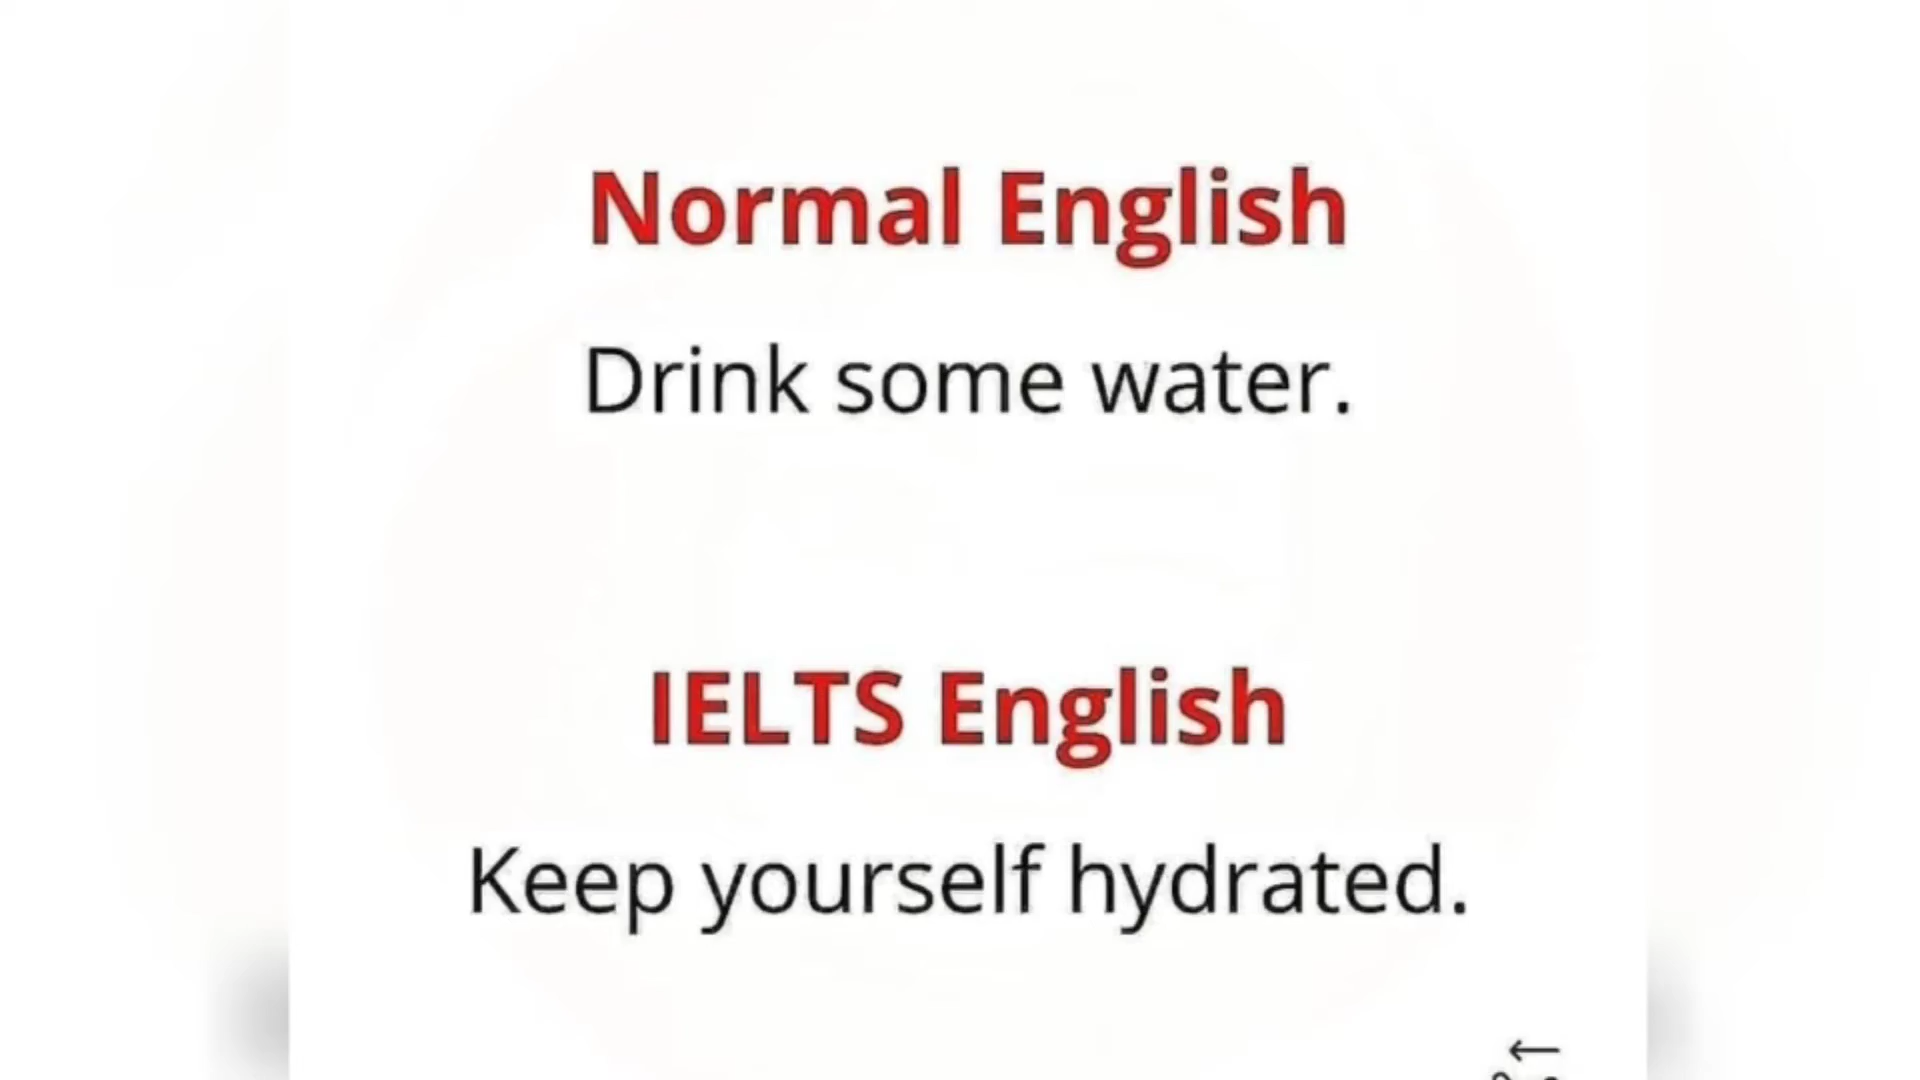 Normal English
Drink some water.
IELTS English
Keep yourself hydrated.